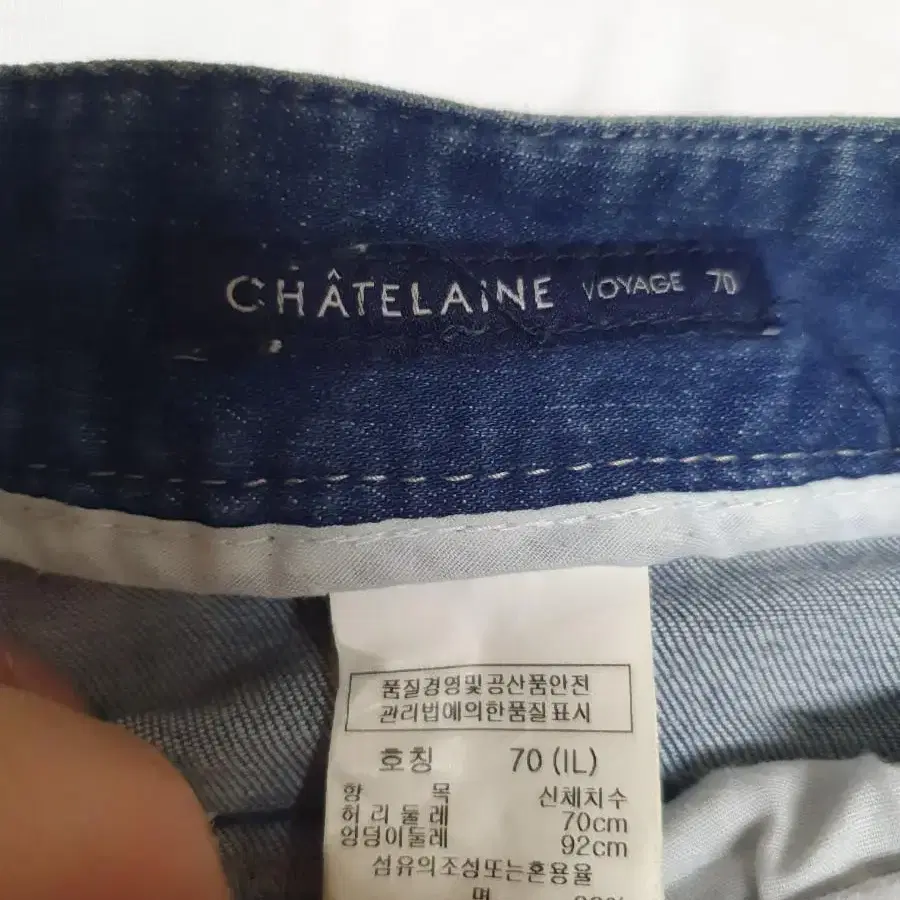 CHÂTELAiNE VOYAGE 70
품질경영및공산품안전
관리법에의한품질표시
호칭 70 (IL)
항 목 신체치수
허리둘레 70cm
엉덩이둘레 92cm
섬유의조성또는혼용율
면